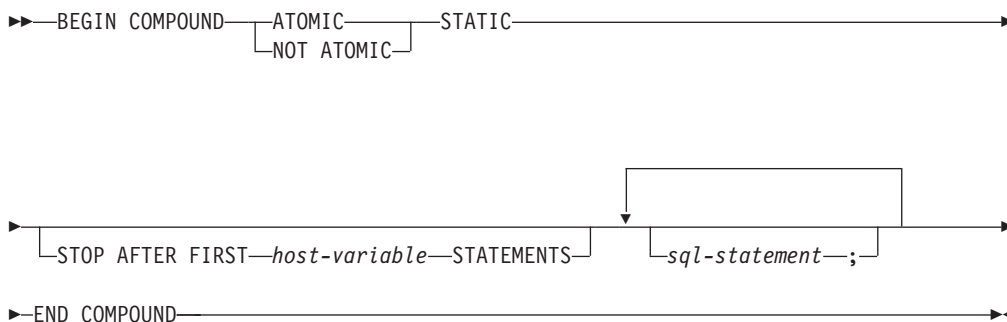 BEGIN COMPOUND ATOMIC STATIC
NOT ATOMIC
STOP AFTER FIRST host-variable STATEMENTS sql-statement ;
END COMPOUND